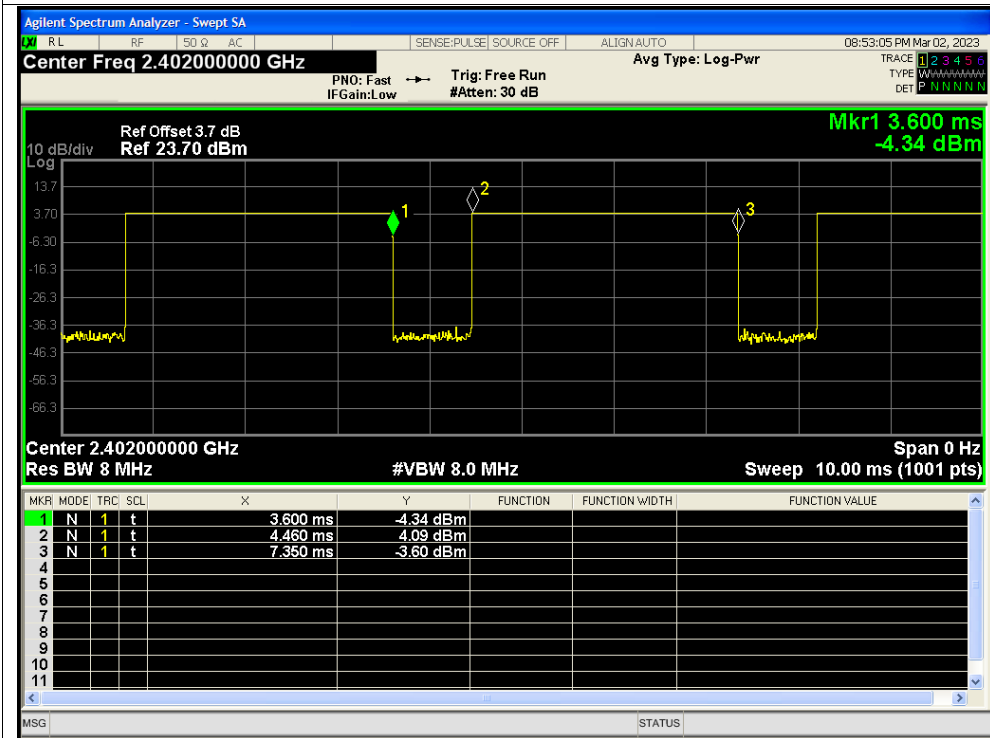 Agilent Spectrum Analyzer - Swept SA
LXI RL RF 50 Ω AC SENSE:PULSE SOURCE OFF ALIGN AUTO 08:53:05 PM Mar 02, 2023
Center Freq 2.402000000 GHz
PNO: Fast
IFGain:Low
Trig: Free Run
#Atten: 30 dB
Avg Type: Log-Pwr
TRACE 1 2 3 4 5 6
TYPE W
DET P N N N N N
Mkr1 3.600 ms
-4.34 dBm
Ref Offset 3.7 dB
10 dB/div Ref 23.70 dBm
Log
13.7
3.70
-6.30
-16.3
-26.3
-36.3
-46.3
-56.3
-66.3
1
2
3
Center 2.402000000 GHz Span 0 Hz
Res BW 8 MHz #VBW 8.0 MHz Sweep 10.00 ms (1001 pts)
MKR MODE TRC SCL X Y FUNCTION FUNCTION WIDTH FUNCTION VALUE
1 N 1 t 3.600 ms -4.34 dBm
2 N 1 t 4.460 ms 4.09 dBm
3 N 1 t 7.350 ms -3.60 dBm
4
5
6
7
8
9
10
11
MSG STATUS